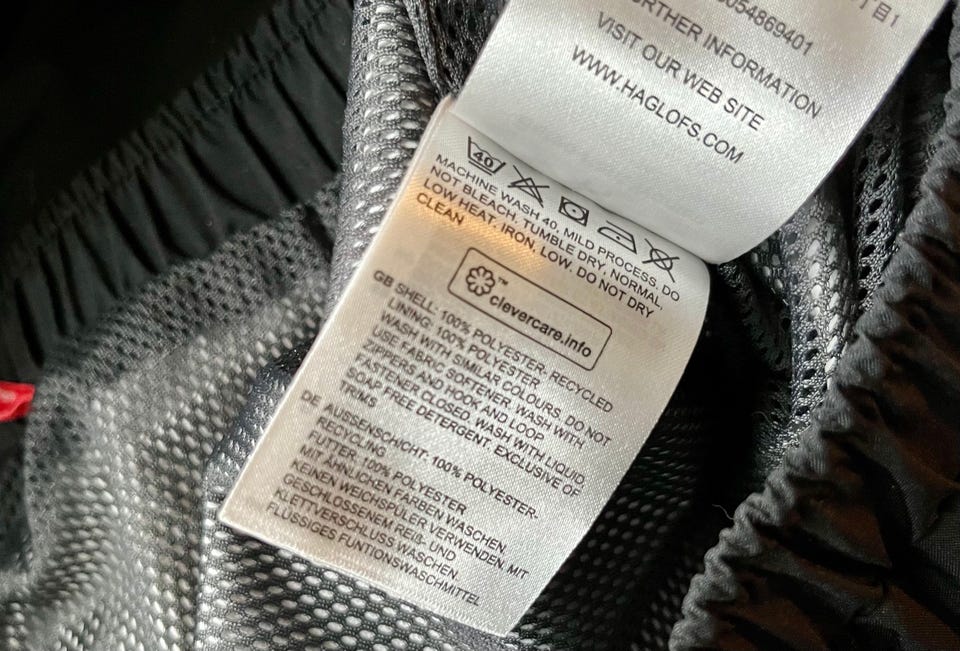 3054869401
FURTHER INFORMATION
VISIT OUR WEB SITE
WWW.HAGLOFS.COM
40
MACHINE WASH 40, MILD PROCESS, DO
NOT BLEACH, TUMBLE DRY, NORMAL,
LOW HEAT, IRON, LOW, DO NOT DRY
CLEAN
™
clevercare.info
GB SHELL: 100% POLYESTER- RECYCLED
LINING: 100% POLYESTER
WASH WITH SIMILAR COLOURS. DO NOT
USE FABRIC SOFTENER. WASH WITH
ZIPPERS AND HOOK AND LOOP
FASTENER CLOSED. WASH WITH LIQUID,
SOAP FREE DETERGENT. EXCLUSIVE OF
TRIMS
DE AUSSENSCHICHT: 100% POLYESTER-
RECYCLING
FUTTER: 100% POLYESTER
MIT ÄHNLICHEN FARBEN WASCHEN.
KEINEN WEICHSPÜLER VERWENDEN. MIT
GESCHLOSSENEM REIß, UND
KLETTVERSCHLUSS WASCHEN.
FLÜSSIGES FUNTIONSWASCHMITTEL